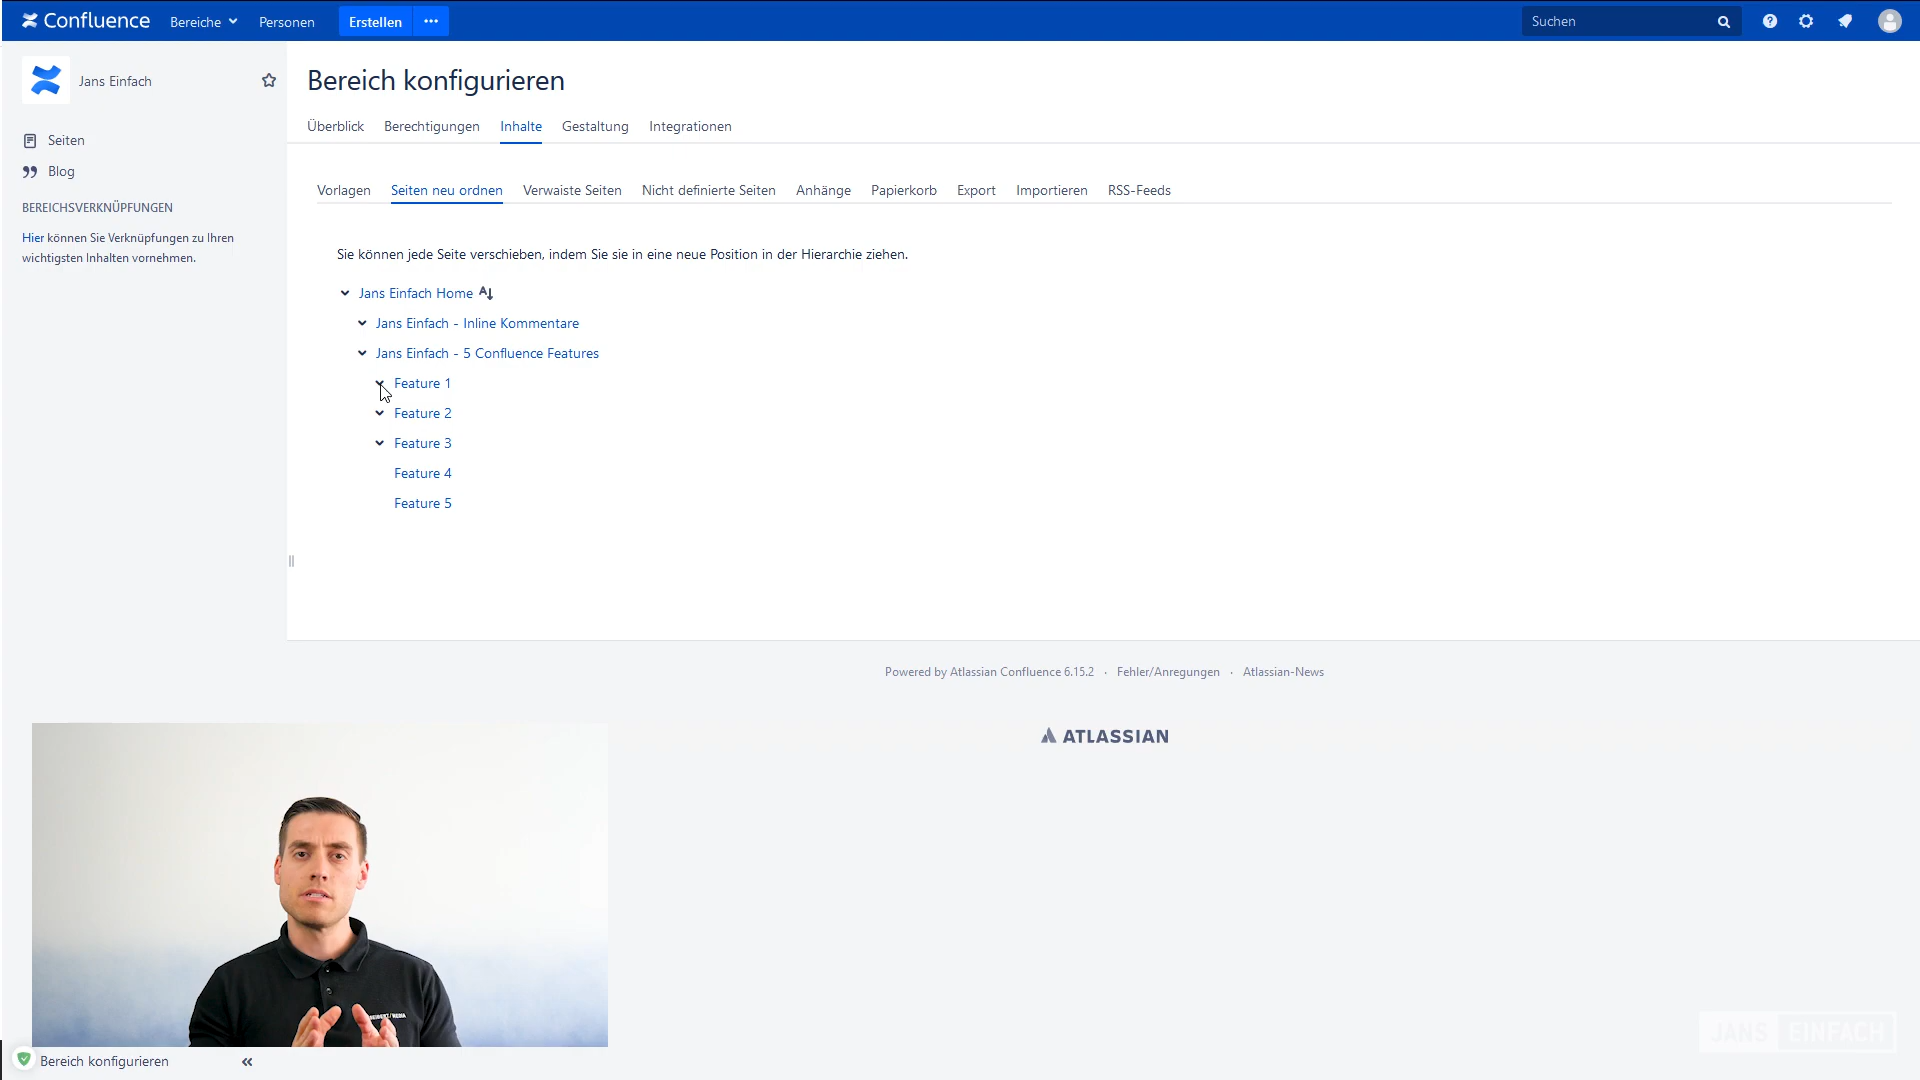 Confluence Bereiche Personen Erstellen ••• Suchen
Jans Einfach
Seiten
Blog
BEREICHSVERKNÜPFUNGEN
Hier können Sie Verknüpfungen zu Ihren
wichtigsten Inhalten vornehmen.
Bereich konfigurieren
Überblick Berechtigungen Inhalte Gestaltung Integrationen
Vorlagen Seiten neu ordnen Verwaiste Seiten Nicht definierte Seiten Anhänge Papierkorb Export Importieren RSS-Feeds
Sie können jede Seite verschieben, indem Sie sie in eine neue Position in der Hierarchie ziehen.
Jans Einfach Home
Jans Einfach - Inline Kommentare
Jans Einfach - 5 Confluence Features
Feature 1
Feature 2
Feature 3
Feature 4
Feature 5
Powered by Atlassian Confluence 6.15.2 · Fehler/Anregungen · Atlassian-News
ATLASSIAN
JANS EINFACH
Bereich konfigurieren